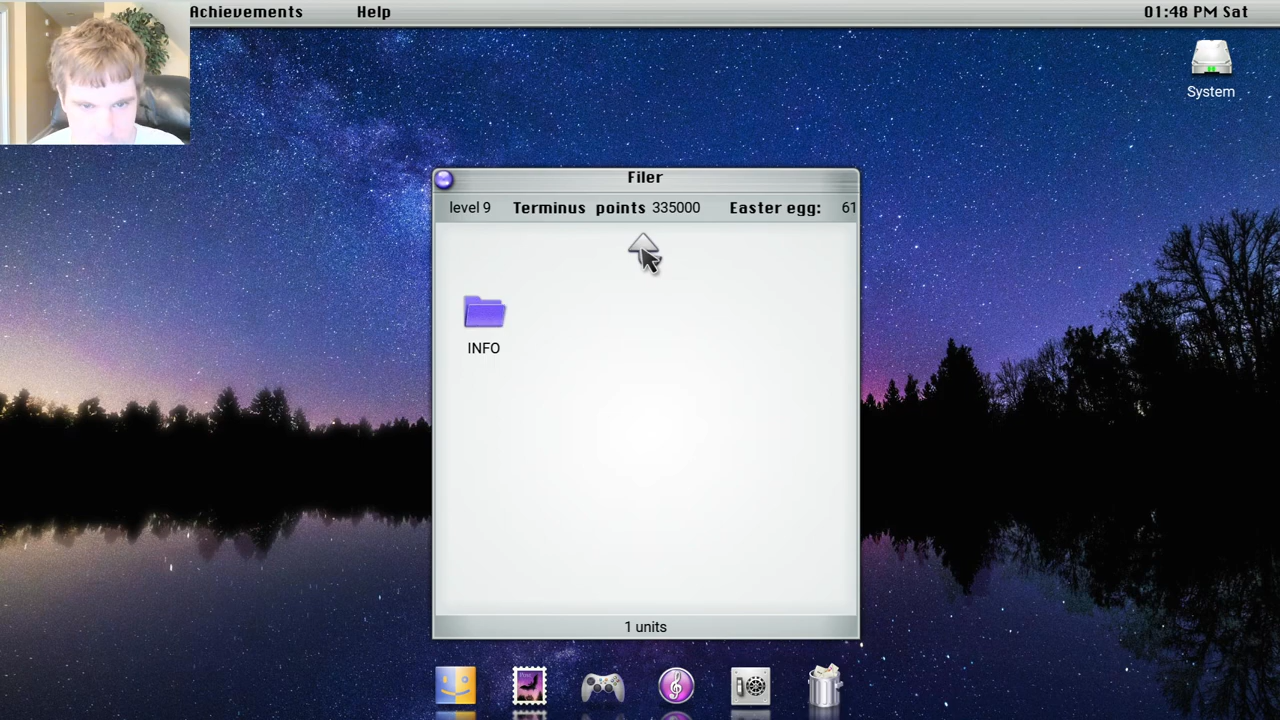 Achievements Help 01:48 PM Sat
System
Filer
level 9 Terminus points 335000 Easter egg: 61
INFO
1 units